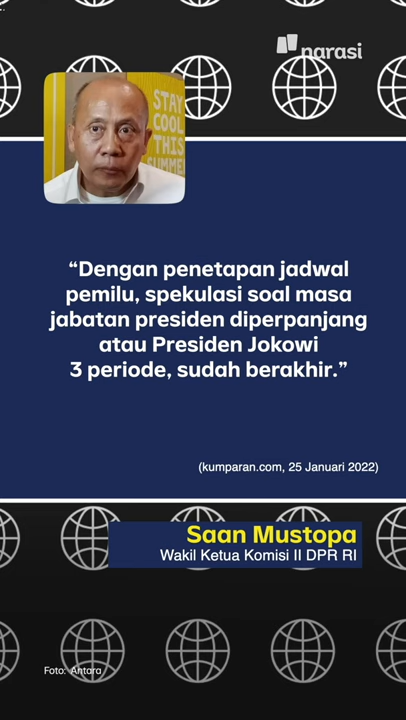 narasi
STAY
COOL
THIS
SUMME
“Dengan penetapan jadwal
pemilu, spekulasi soal masa
jabatan presiden diperpanjang
atau Presiden Jokowi
3 periode, sudah berakhir.”
(kumparan.com, 25 Januari 2022)
Saan Mustopa
Wakil Ketua Komisi II DPR RI
Foto: Antara